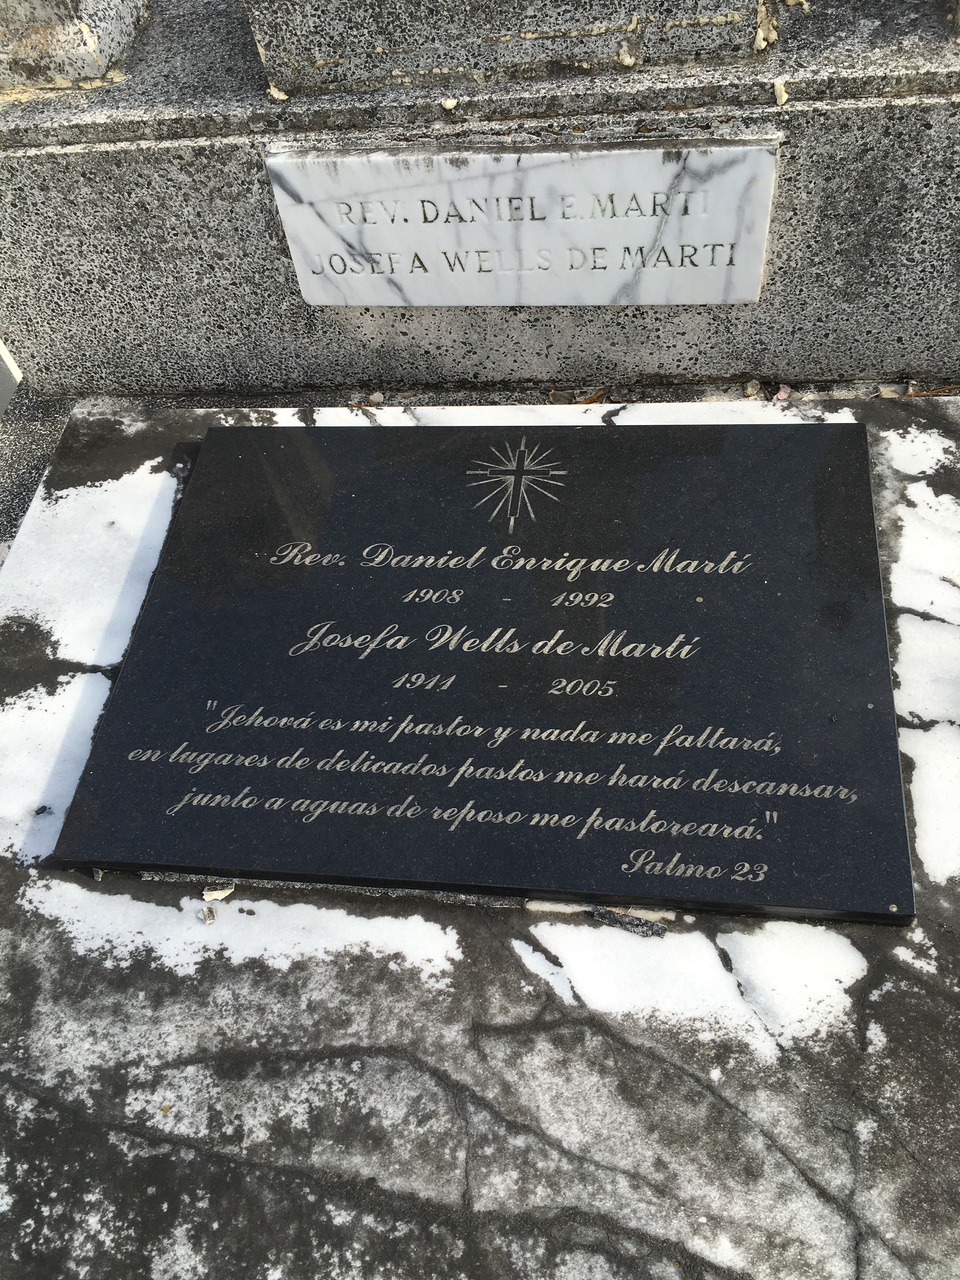 REV. DANIEL E. MARTI
JOSEFA WELLS DE MARTI
Rev. Daniel Enrique Martí
1908 - 1992
Josefa Wells de Martí
1911 - 2005
"Jehová es mi pastor y nada me faltará,
en lugares de delicados pastos me hará descansar,
junto a aguas de reposo me pastoreará."
Salmo 23